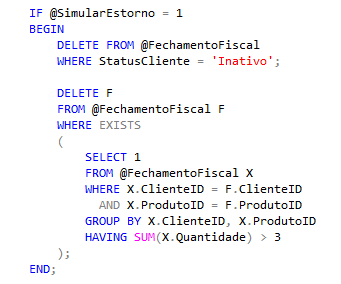 IF @SimularEstorno = 1
BEGIN
    DELETE FROM @FechamentoFiscal
    WHERE StatusCliente = 'Inativo';

    DELETE F
    FROM @FechamentoFiscal F
    WHERE EXISTS
    (
        SELECT 1
        FROM @FechamentoFiscal X
        WHERE X.ClienteID = F.ClienteID
          AND X.ProdutoID = F.ProdutoID
        GROUP BY X.ClienteID, X.ProdutoID
        HAVING SUM(X.Quantidade) > 3
    );
END;